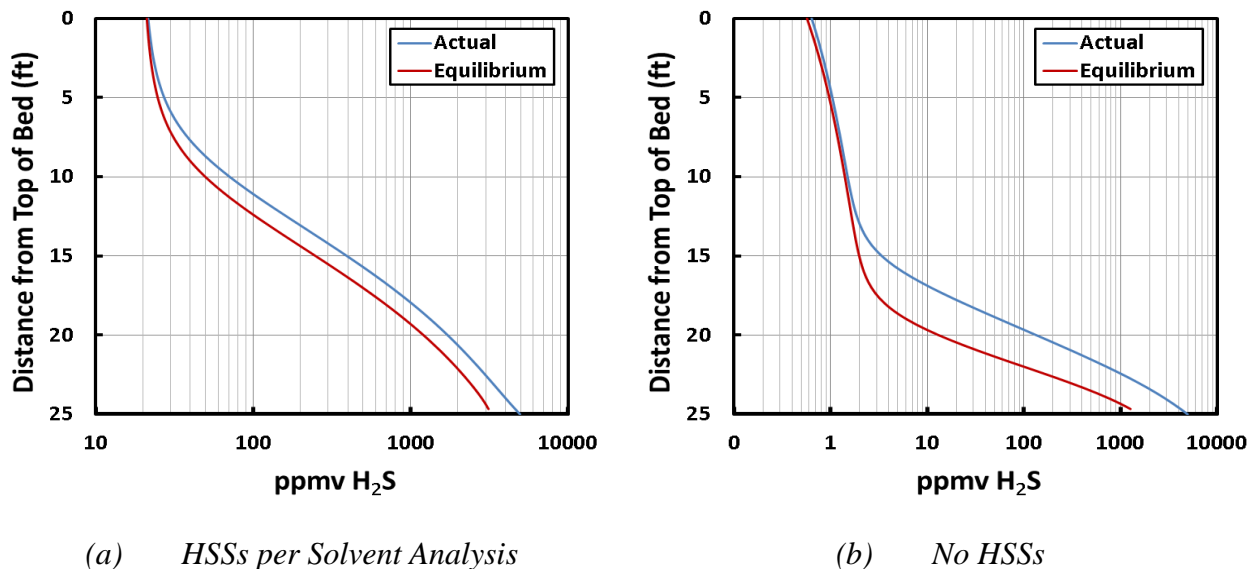 0
5
10
15
20
25
Distance from Top of Bed (ft)
Actual
Equilibrium
10 100 1000 10000
ppmv H₂S
(a) HSSs per Solvent Analysis
0
5
10
15
20
25
Distance from Top of Bed (ft)
Actual
Equilibrium
0 1 10 100 1000 10000
ppmv H₂S
(b) No HSSs